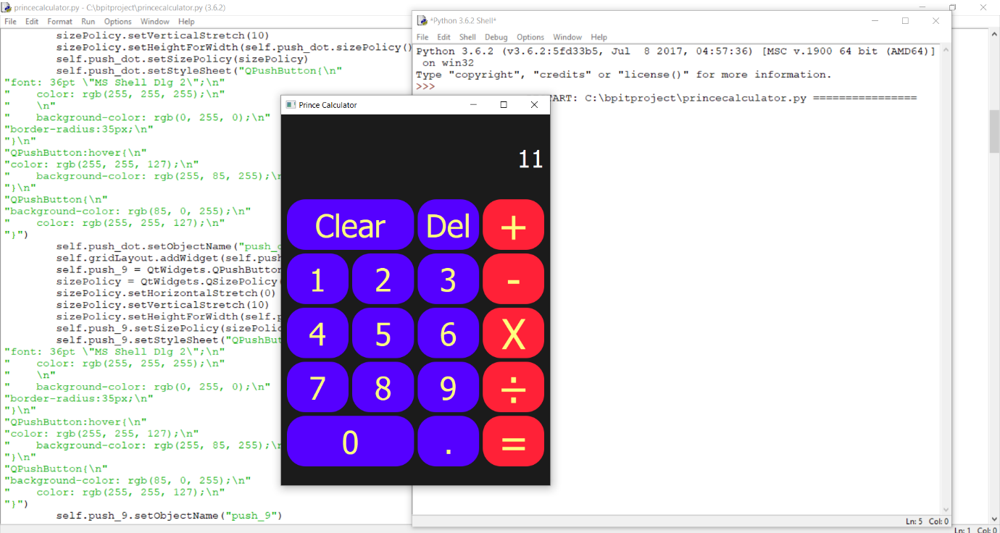 princecalculator.py - C:\bpitproject\princecalculator.py (3.6.2)
File Edit Format Run Options Window Help
        sizePolicy.setVerticalStretch(10)
        sizePolicy.setHeightForWidth(self.push_dot.sizePolicy()
        self.push_dot.setSizePolicy(sizePolicy)
        self.push_dot.setStyleSheet("QPushButton{\n"
"font: 36pt \"MS Shell Dlg 2\";\n"
"    color: rgb(255, 255, 255);\n"
"    \n"
"    background-color: rgb(0, 255, 0);\n"
"border-radius:35px;\n"
"}\n"
"QPushButton:hover{\n"
"color: rgb(255, 255, 127);\n"
"    background-color: rgb(255, 85, 255);\n
"}\n"
"QPushButton{\n"
"background-color: rgb(85, 0, 255);\n"
"    color: rgb(255, 255, 127);\n"
"}")
        self.push_dot.setObjectName("push_d
        self.gridLayout.addWidget(self.push
        self.push_9 = QtWidgets.QPushButton
        sizePolicy = QtWidgets.QSizePolicy(
        sizePolicy.setHorizontalStretch(0)
        sizePolicy.setVerticalStretch(10)
        sizePolicy.setHeightForWidth(self.p
        self.push_9.setSizePolicy(sizePolic
        self.push_9.setStyleSheet("QPushBut
"font: 36pt \"MS Shell Dlg 2\";\n"
"    color: rgb(255, 255, 255);\n"
"    \n"
"    background-color: rgb(0, 255, 0);\n"
"border-radius:35px;\n"
"}\n"
"QPushButton:hover{\n"
"color: rgb(255, 255, 127);\n"
"    background-color: rgb(255, 85, 255);\n
"}\n"
"QPushButton{\n"
"background-color: rgb(85, 0, 255);\n"
"    color: rgb(255, 255, 127);\n"
"}")
        self.push_9.setObjectName("push_9")
Ln: 1 Col: 0
*Python 3.6.2 Shell*
File Edit Shell Debug Options Window Help
Python 3.6.2 (v3.6.2:5fd33b5, Jul  8 2017, 04:57:36) [MSC v.1900 64 bit (AMD64)]
 on win32
Type "copyright", "credits" or "license()" for more information.
>>>
TART: C:\bpitproject\princecalculator.py ================
Ln: 5 Col: 0
Prince Calculator
11
Clear Del +
1 2 3 -
4 5 6 X
7 8 9 ÷
0 . =